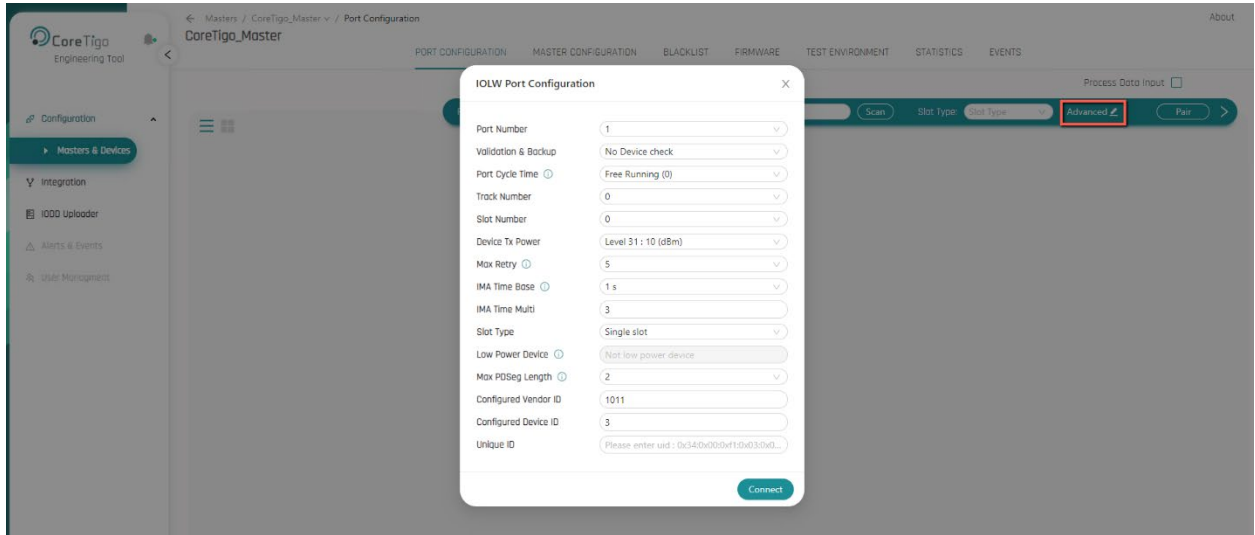 ← Masters / CoreTigo_Master / Port Configuration
About
CoreTigo
Engineering Tool
CoreTigo_Master
PORT CONFIGURATION MASTER CONFIGURATION BLACKLIST FIRMWARE TEST ENVIRONMENT STATISTICS EVENTS
Process Data Input
Scan Slot Type: Slot Type Advanced Pair
Configuration
Masters & Devices
Integration
IODD Uploader
Alerts & Events
User Managment
IOLW Port Configuration
Port Number 1
Validation & Backup No Device check
Port Cycle Time Free Running (0)
Track Number 0
Slot Number 0
Device Tx Power Level 31 : 10 (dBm)
Max Retry 5
IMA Time Base 1 s
IMA Time Multi 3
Slot Type Single slot
Low Power Device Not low power device
Max PDSeg Length 2
Configured Vendor ID 1011
Configured Device ID 3
Unique ID Please enter uid : 0x34:0x00:0xf1:0x03:0x0...
Connect